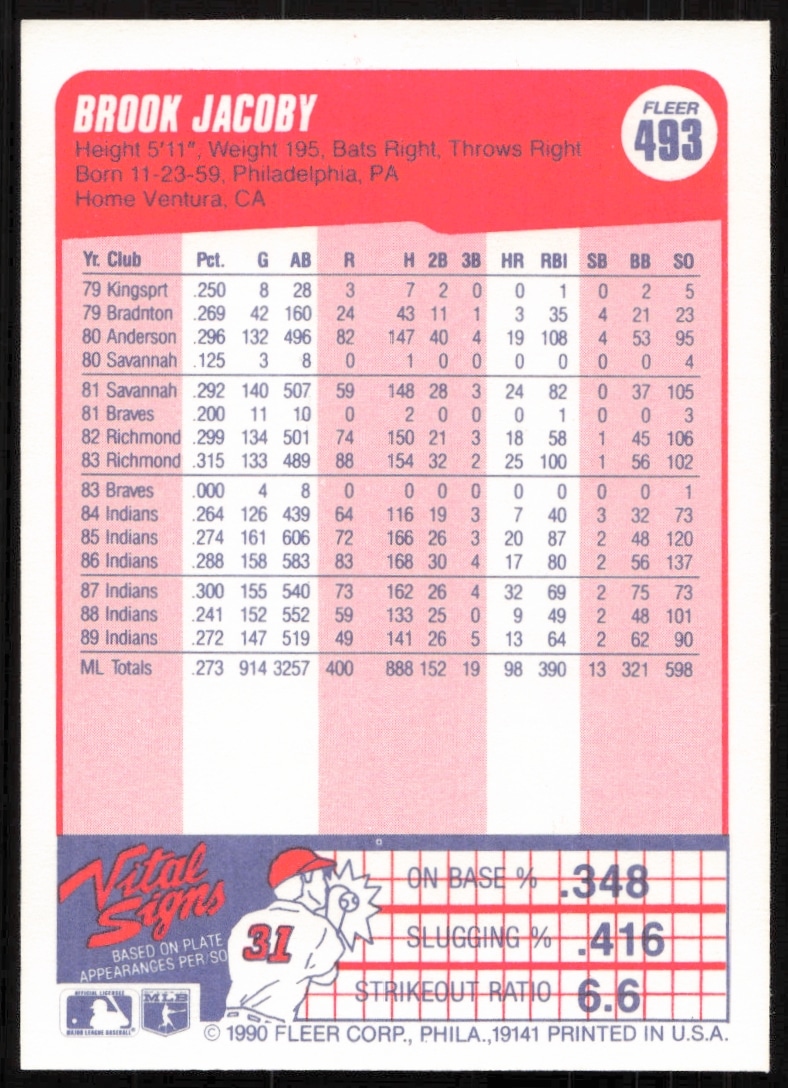 BROOK JACOBY
FLEER
493
Height 5'11", Weight 195, Bats Right, Throws Right
Born 11-23-59, Philadelphia, PA
Home Ventura, CA
Yr. Club Pct. G AB R H 2B 3B HR RBI SB BB SO
79 Kingsprt .250 8 28 3 7 2 0 0 1 0 2 5
79 Bradnton .269 42 160 24 43 11 1 3 35 4 21 23
80 Anderson .296 132 496 82 147 40 4 19 108 4 53 95
80 Savannah .125 3 8 0 1 0 0 0 0 0 0 4
81 Savannah .292 140 507 59 148 28 3 24 82 0 37 105
81 Braves .200 11 10 0 2 0 0 0 1 0 0 3
82 Richmond .299 134 501 74 150 21 3 18 58 1 45 106
83 Richmond .315 133 489 88 154 32 2 25 100 1 56 102
83 Braves .000 4 8 0 0 0 0 0 0 0 0 1
84 Indians .264 126 439 64 116 19 3 7 40 3 32 73
85 Indians .274 161 606 72 166 26 3 20 87 2 48 120
86 Indians .288 158 583 83 168 30 4 17 80 2 56 137
87 Indians .300 155 540 73 162 26 4 32 69 2 75 73
88 Indians .241 152 552 59 133 25 0 9 49 2 48 101
89 Indians .272 147 519 49 141 26 5 13 64 2 62 90
ML Totals .273 914 3257 400 888 152 19 98 390 13 321 598
Vital
Signs
BASED ON PLATE
APPEARANCES PER/SO
31
ON BASE % .348
SLUGGING % .416
STRIKEOUT RATIO 6.6
OFFICIAL LICENSEE
MAJOR LEAGUE BASEBALL
MLB
© 1990 FLEER CORP., PHILA.,19141 PRINTED IN U.S.A.